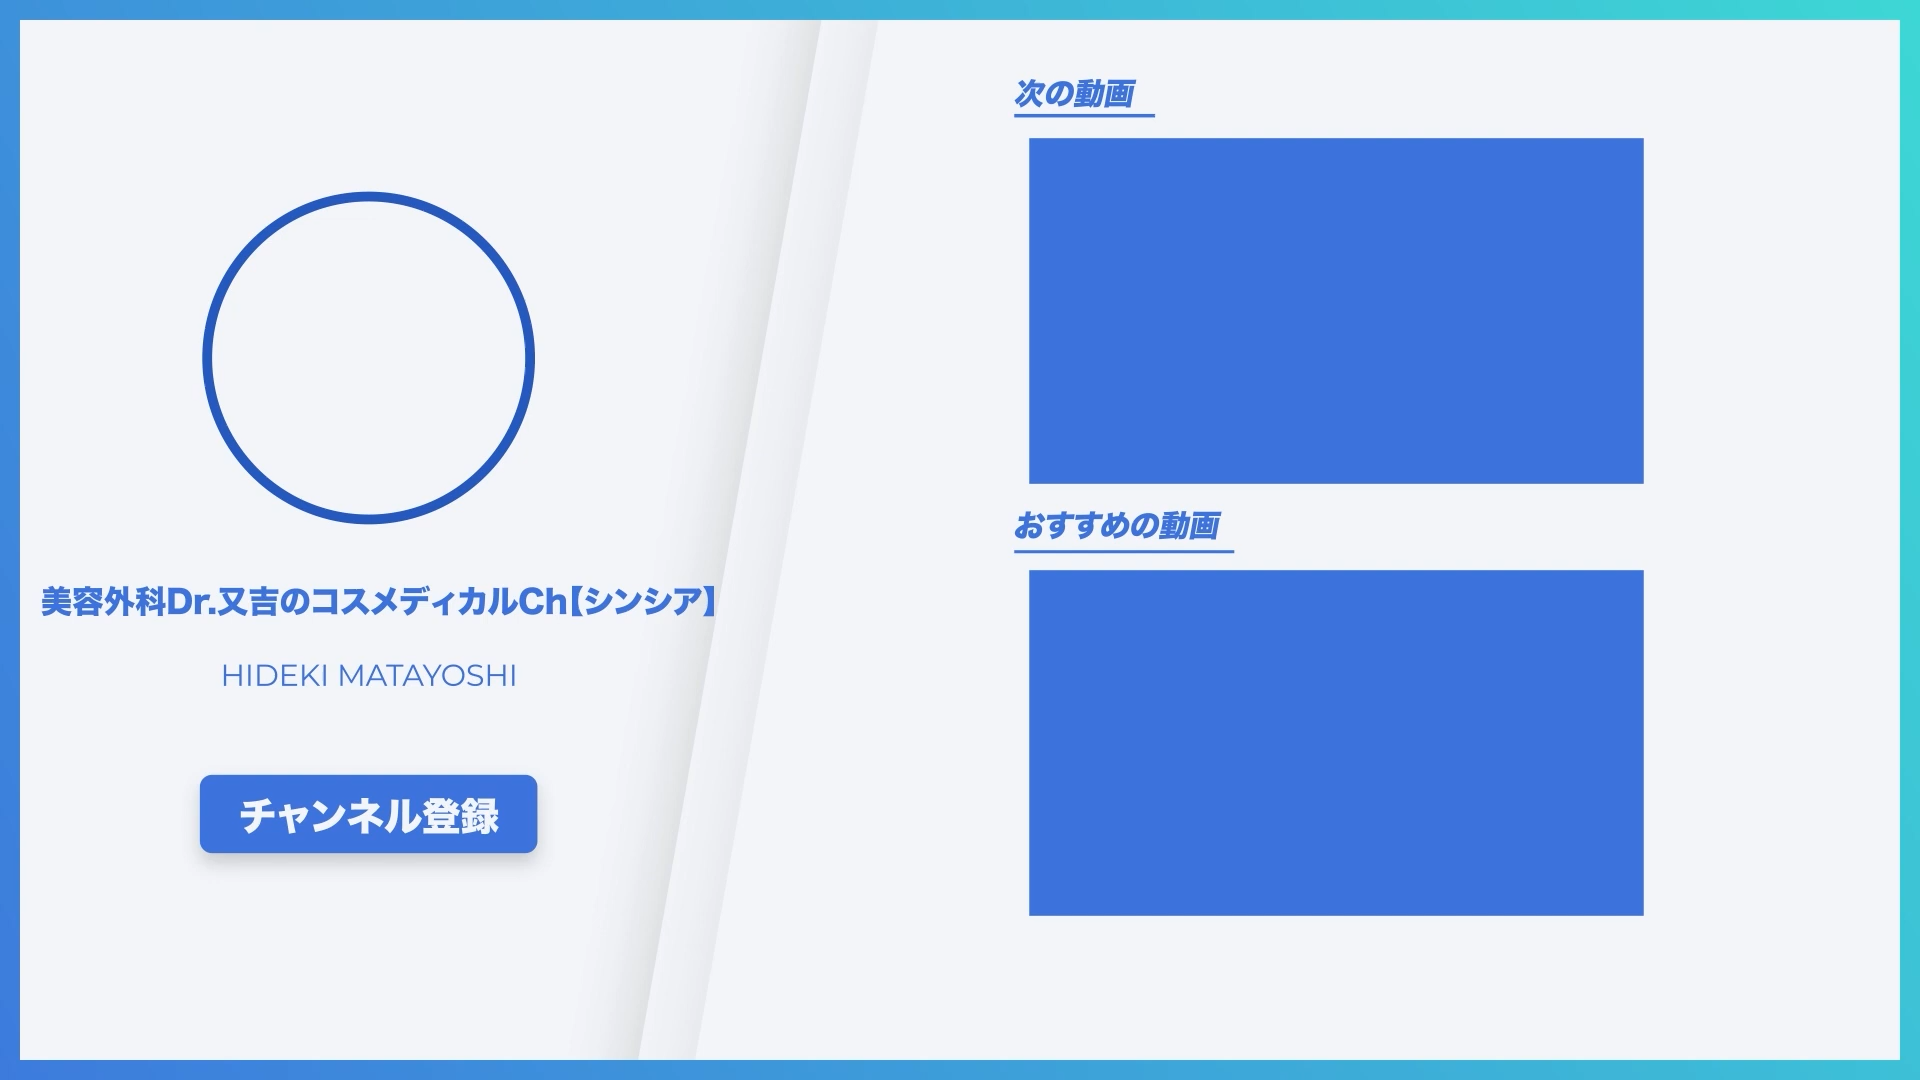 美容外科Dr.又吉のコスメディカルCh【シンシア】
HIDEKI MATAYOSHI
チャンネル登録
次の動画
おすすめの動画